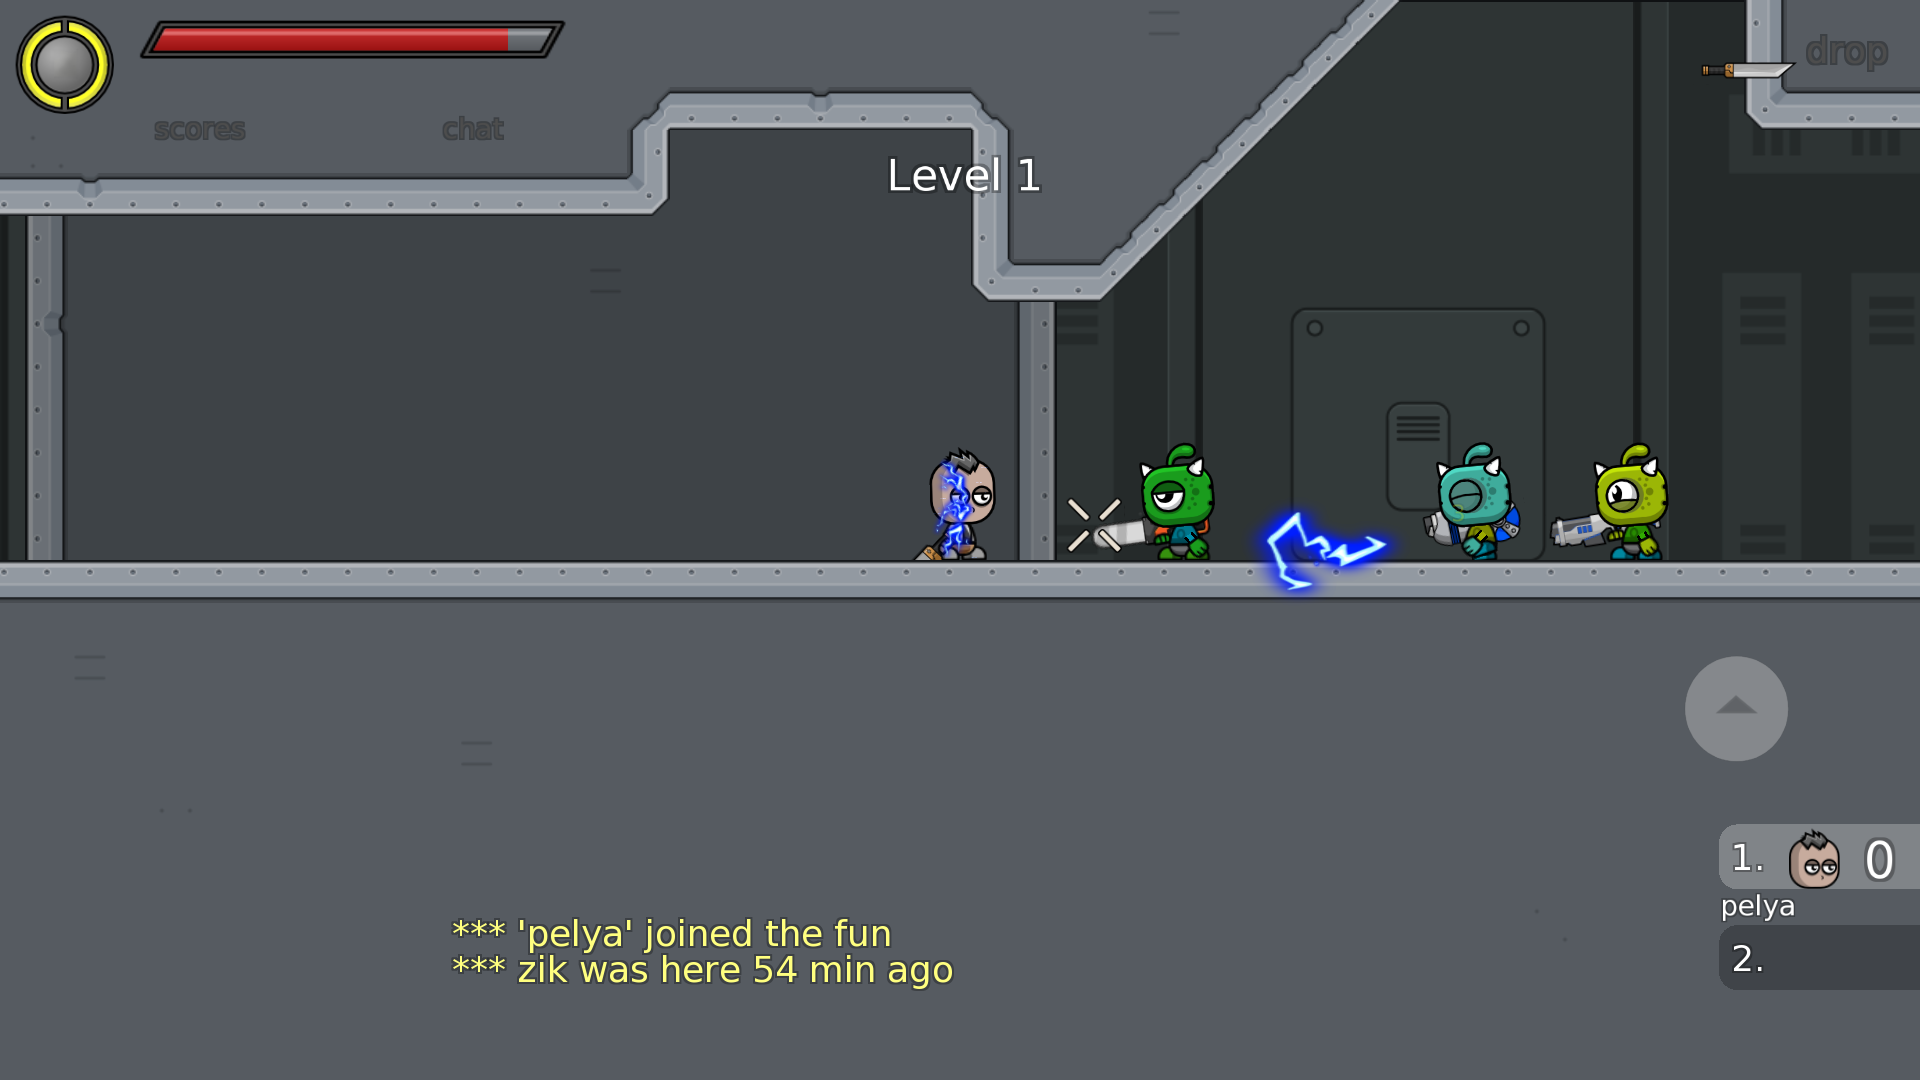 drop
scores
chat
Level 1
1. 0
pelya
*** 'pelya' joined the fun
2.
*** zik was here 54 min ago